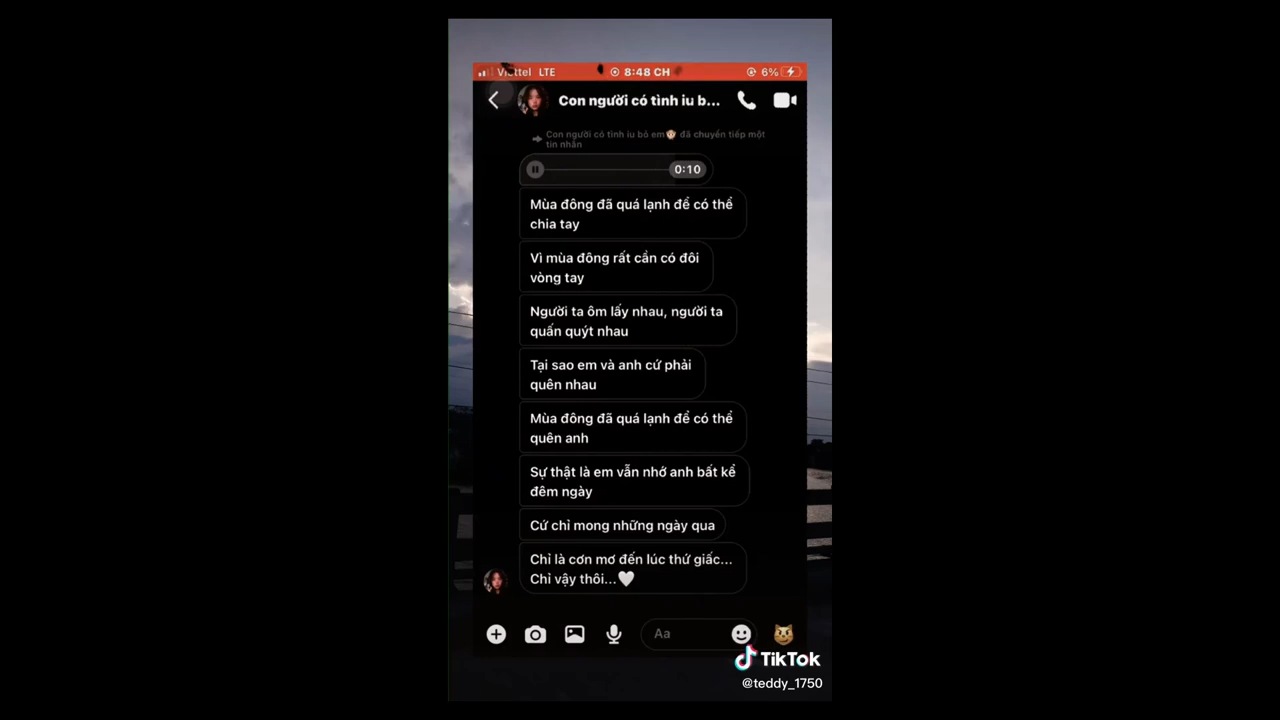 Viettel LTE
8:48 CH
6%
Con người có tình iu b...
Con người có tình iu bỏ em đã chuyển tiếp một
tin nhắn
0:10
Mùa đông đã quá lạnh để có thể
chia tay
Vì mùa đông rất cần có đôi
vòng tay
Người ta ôm lấy nhau, người ta
quấn quýt nhau
Tại sao em và anh cứ phải
quên nhau
Mùa đông đã quá lạnh để có thể
quên anh
Sự thật là em vẫn nhớ anh bất kể
đêm ngày
Cứ chỉ mong những ngày qua
Chỉ là cơn mơ đến lúc thứ giấc...
Chỉ vậy thôi...🤍
Aa
TikTok
@teddy_1750